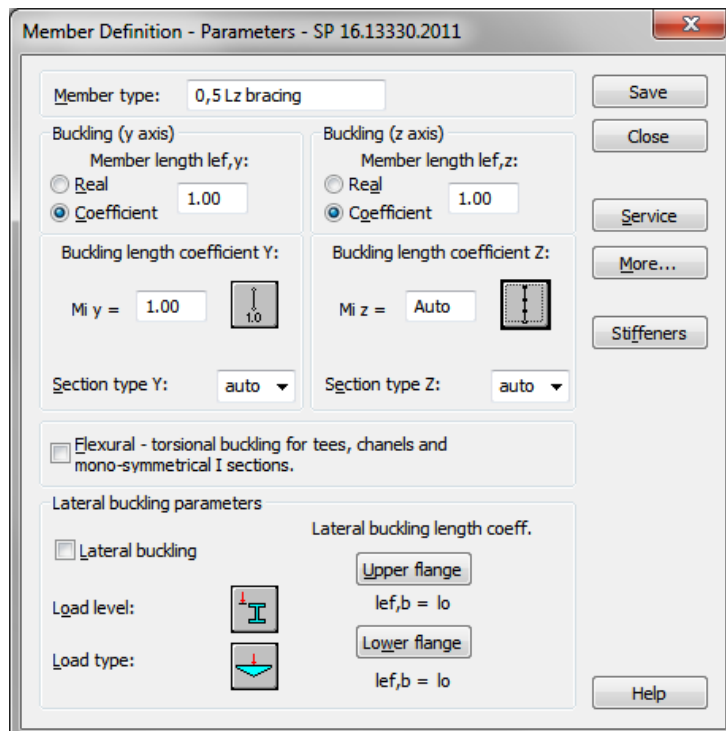 Member Definition - Parameters - SP 16.13330.2011
Member type: 0,5 Lz bracing
Save
Close
Buckling (y axis)
Member length lef,y:
Real
Coefficient
1.00
Buckling (z axis)
Member length lef,z:
Real
Coefficient
1.00
Service
More...
Stiffeners
Buckling length coefficient Y:
Mi y = 1.00
1.0
Section type Y: auto
Buckling length coefficient Z:
Mi z = Auto
Section type Z: auto
Flexural - torsional buckling for tees, chanels and
mono-symmetrical I sections.
Lateral buckling parameters
Lateral buckling
Load level:
Load type:
Lateral buckling length coeff.
Upper flange
lef,b = lo
Lower flange
lef,b = lo
Help